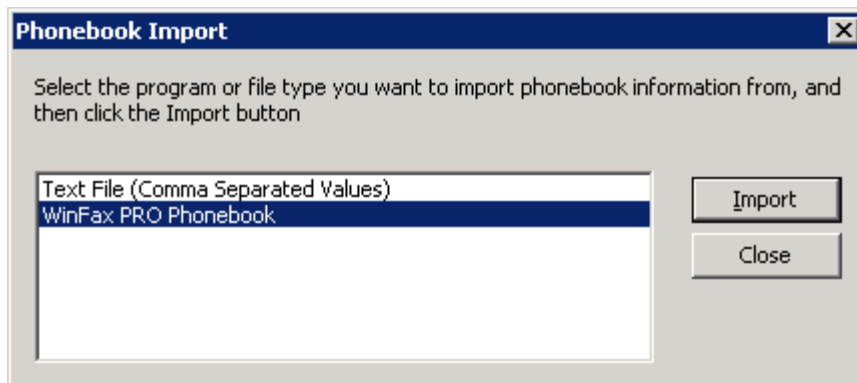 Phonebook Import
Select the program or file type you want to import phonebook information from, and
then click the Import button
Text File (Comma Separated Values)
WinFax PRO Phonebook
Import
Close